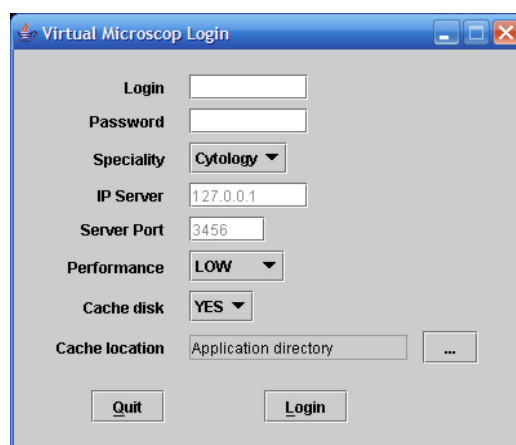 Virtual Microscop Login
Login
Password
Speciality Cytology
IP Server 127.0.0.1
Server Port 3456
Performance LOW
Cache disk YES
Cache location Application directory ...
Quit Login